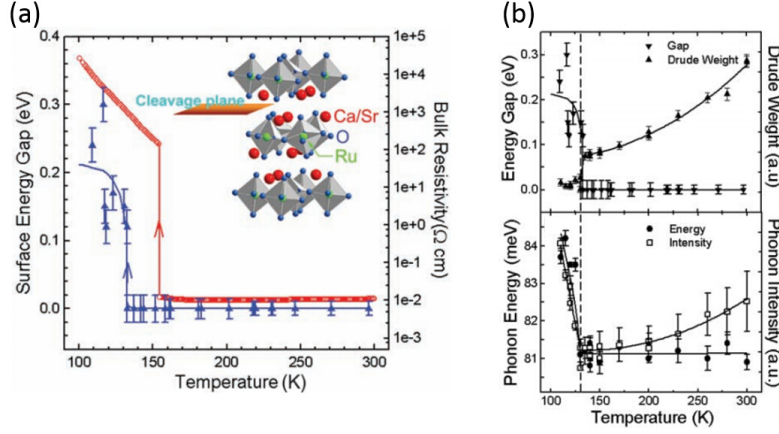 (a)
Surface Energy Gap (eV)
0.4
0.3
0.2
0.1
0.0
1e+5
1e+4
1e+3
1e+2
1e+1
1e+0
1e-1
1e-2
1e-3
Bulk Resistivity(Ω cm)
Cleavage plane
Ca/Sr
O
Ru
100 150 200 250 300
Temperature (K)
(b)
Energy Gap (eV)
0.3
0.2
0.1
0.0
Gap
Drude Weight
Drude Weight (a.u)
Phonon Energy (meV)
84
83
82
81
Energy
Intensity
Phonon Intensity (a.u.)
100 150 200 250 300
Temperature (K)